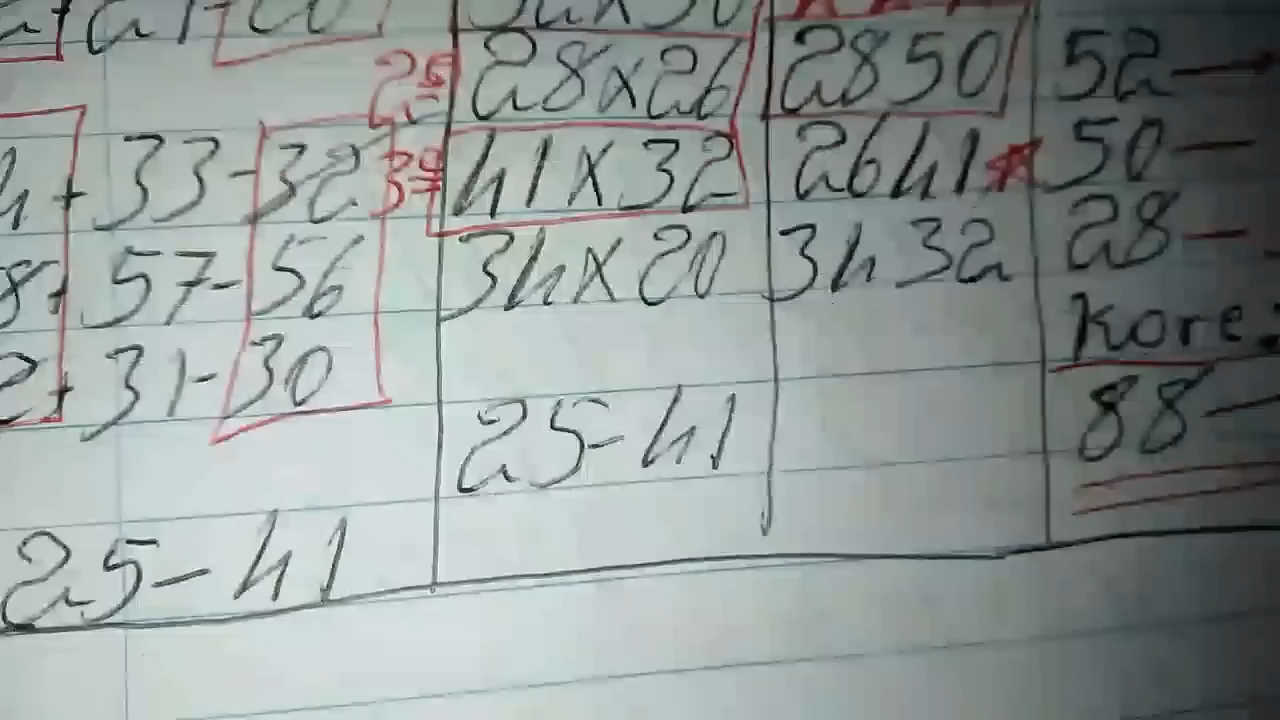 28x26 2850 52-
33-32 41x32 2641* 50-
57-56 34x20 3432 28-
31-30 Kore:
25-41 88-
25-41